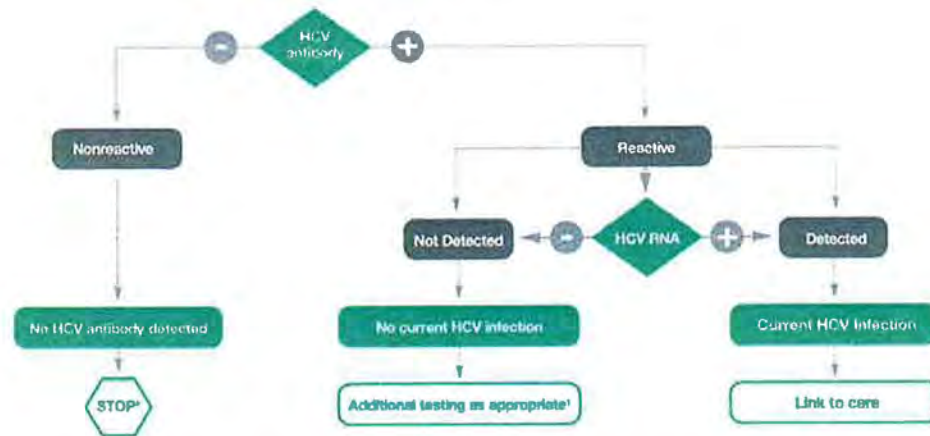 HCV
antibody
Nonreactive
Reactive
Not Detected
HCV RNA
Detected
No HCV antibody detected
No current HCV infection
Current HCV Infection
STOP*
Additional testing as appropriate†
Link to care